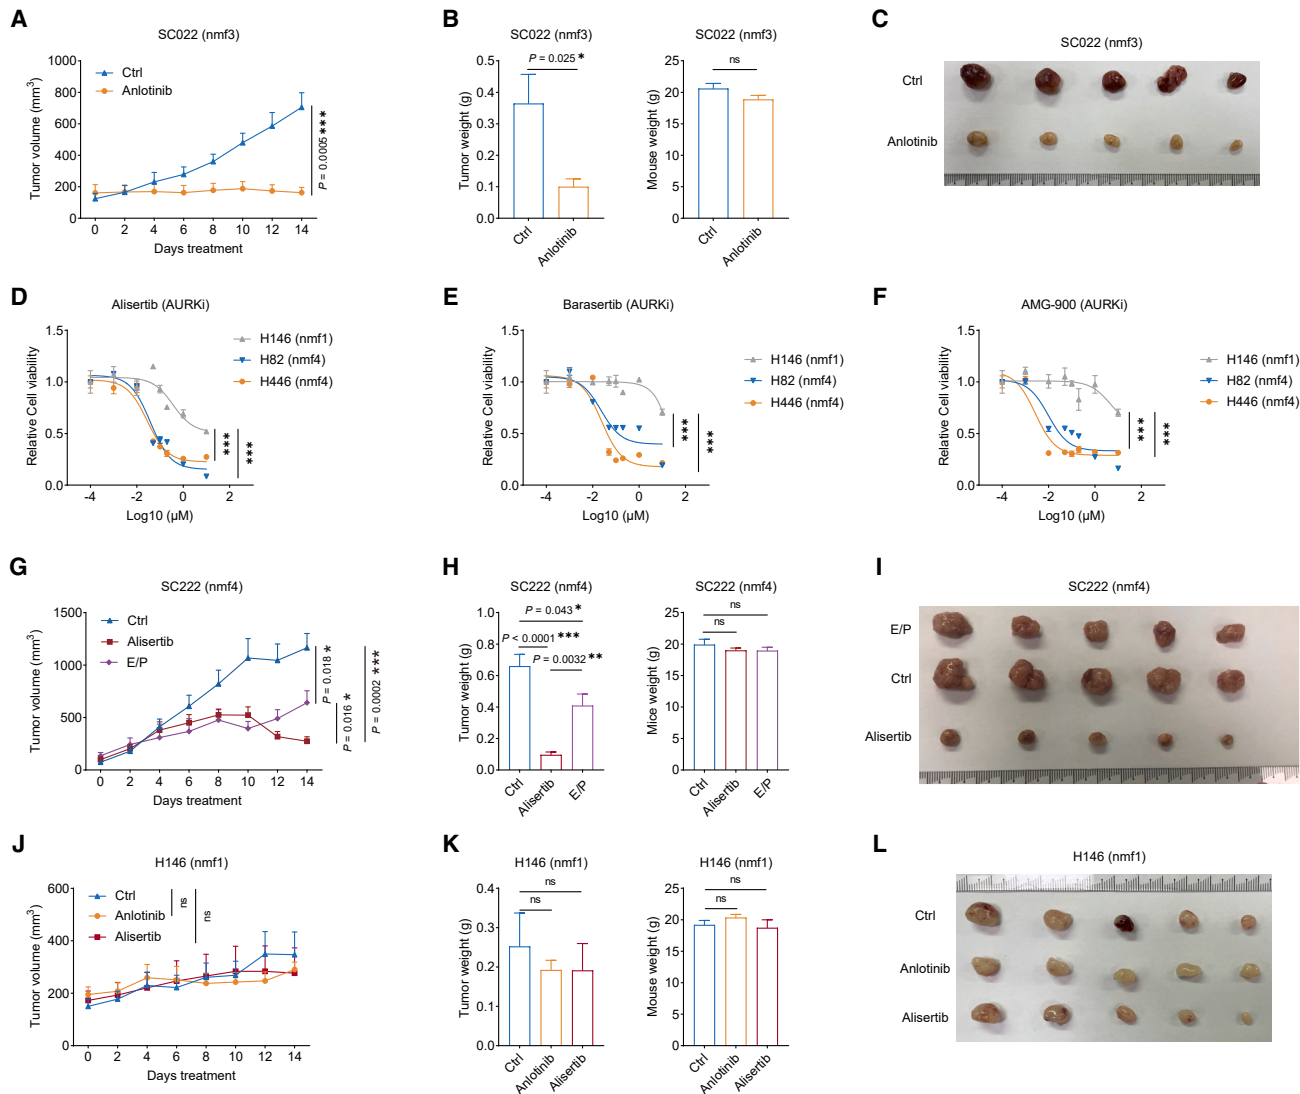 A
SC022 (nmf3)
Tumor volume (mm³)
1000
800
600
400
200
0
Ctrl
Anlotinib
P = 0.0005 ***
0 2 4 6 8 10 12 14
Days treatment
B
SC022 (nmf3)
Tumor weight (g)
0.5
0.4
0.3
0.2
0.1
0.0
P = 0.025 *
Ctrl
Anlotinib
SC022 (nmf3)
Mouse weight (g)
25
20
15
10
5
0
ns
Ctrl
Anlotinib
C
SC022 (nmf3)
Ctrl
Anlotinib
D
Alisertib (AURKi)
Relative Cell viability
1.5
1.0
0.5
0.0
H146 (nmf1)
H82 (nmf4)
H446 (nmf4)
***
***
-4 -2 0 2
Log10 (µM)
E
Barasertib (AURKi)
Relative Cell viability
1.5
1.0
0.5
0.0
H146 (nmf1)
H82 (nmf4)
H446 (nmf4)
***
***
-4 -2 0 2
Log10 (µM)
F
AMG-900 (AURKi)
Relative Cell viability
1.5
1.0
0.5
0.0
H146 (nmf1)
H82 (nmf4)
H446 (nmf4)
***
***
-4 -2 0 2
Log10 (µM)
G
SC222 (nmf4)
Tumor volume (mm³)
1500
1000
500
0
Ctrl
Alisertib
E/P
P = 0.018 *
P = 0.016 *
P = 0.0002 ***
0 2 4 6 8 10 12 14
Days treatment
H
SC222 (nmf4)
Tumor weight (g)
1.0
0.8
0.6
0.4
0.2
0.0
P = 0.043 *
P < 0.0001 ***
P = 0.0032 **
Ctrl
Alisertib
E/P
SC222 (nmf4)
Mice weight (g)
25
20
15
10
5
0
ns
ns
Ctrl
Alisertib
E/P
I
SC222 (nmf4)
E/P
Ctrl
Alisertib
J
H146 (nmf1)
Tumor volume (mm³)
600
400
200
0
Ctrl
Anlotinib
Alisertib
ns
ns
0 2 4 6 8 10 12 14
Days treatment
K
H146 (nmf1)
Tumor weight (g)
0.4
0.3
0.2
0.1
0.0
ns
ns
Ctrl
Anlotinib
Alisertib
H146 (nmf1)
Mouse weight (g)
25
20
15
10
5
0
ns
ns
Ctrl
Anlotinib
Alisertib
L
H146 (nmf1)
Ctrl
Anlotinib
Alisertib